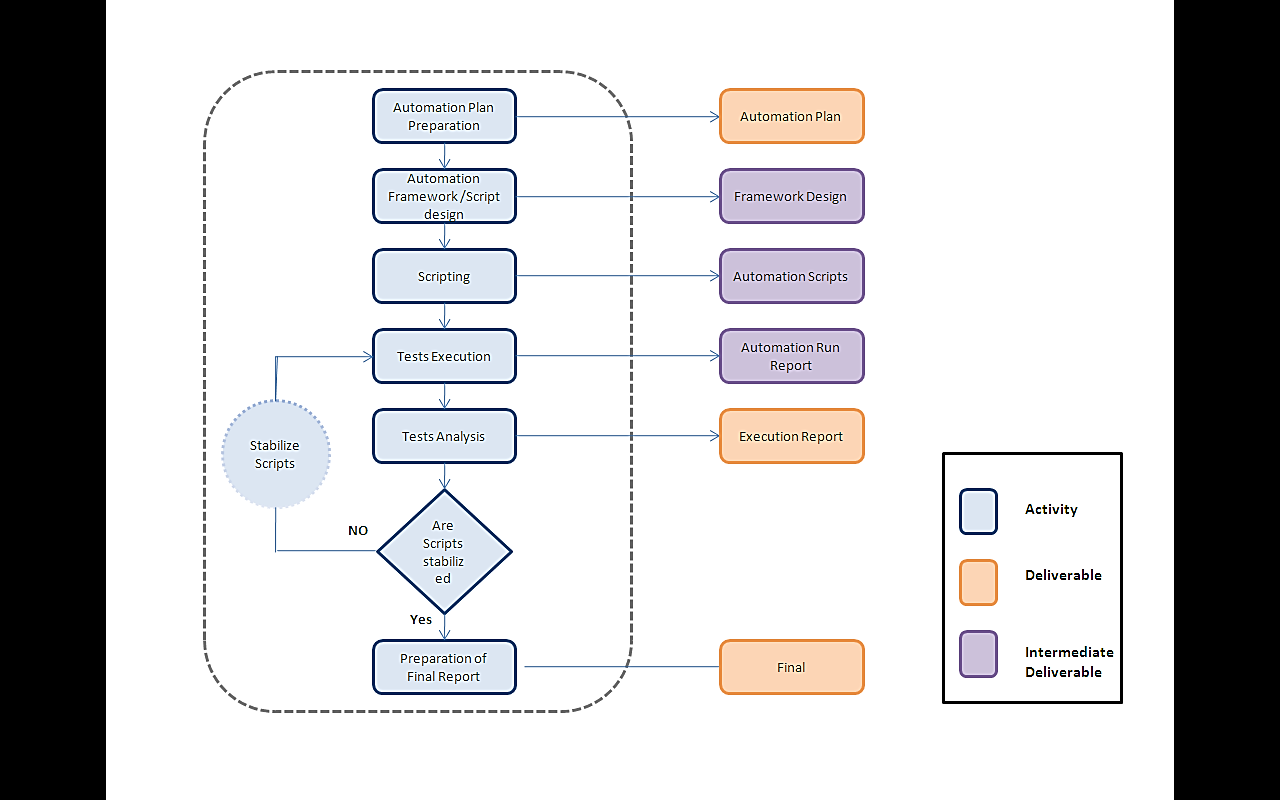 Automation Plan
Preparation
Automation Plan
Automation
Framework /Script
design
Framework Design
Scripting
Automation Scripts
Tests Execution
Automation Run
Report
Tests Analysis
Execution Report
Stabilize
Scripts
NO
Are
Scripts
stabiliz
ed
Yes
Preparation of
Final Report
Final
Activity
Deliverable
Intermediate
Deliverable